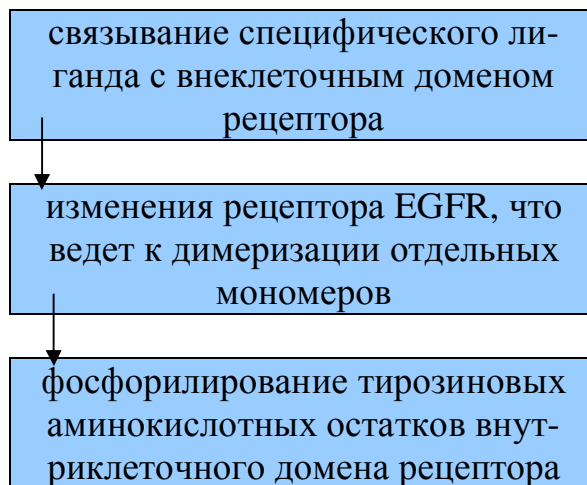 связывание специфического ли-
ганда с внеклеточным доменом
рецептора
изменения рецептора EGFR, что
ведет к димеризации отдельных
мономеров
фосфорилирование тирозиновых
аминокислотных остатков внут-
риклеточного домена рецептора